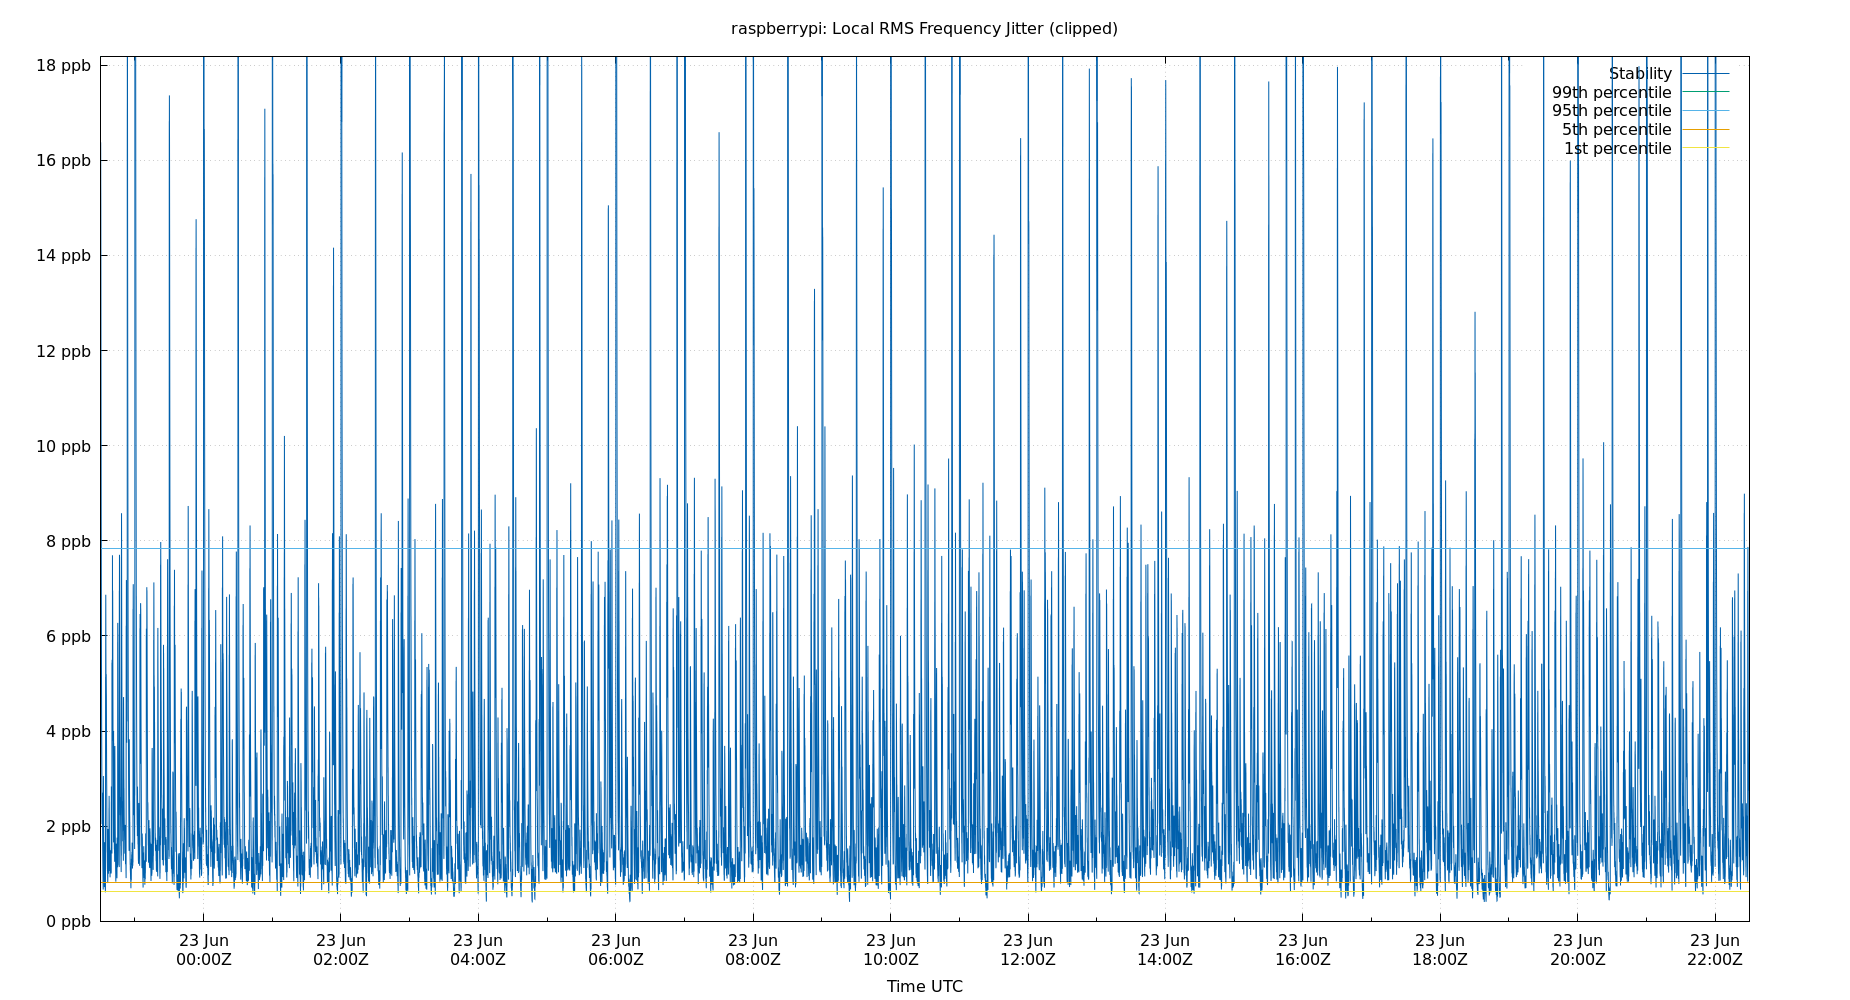 raspberrypi: Local RMS Frequency Jitter (clipped)
18 ppb
16 ppb
14 ppb
12 ppb
10 ppb
8 ppb
6 ppb
4 ppb
2 ppb
0 ppb
Stability
99th percentile
95th percentile
5th percentile
1st percentile
23 Jun 23 Jun 23 Jun 23 Jun 23 Jun 23 Jun 23 Jun 23 Jun 23 Jun 23 Jun 23 Jun 23 Jun
00:00Z 02:00Z 04:00Z 06:00Z 08:00Z 10:00Z 12:00Z 14:00Z 16:00Z 18:00Z 20:00Z 22:00Z
Time UTC